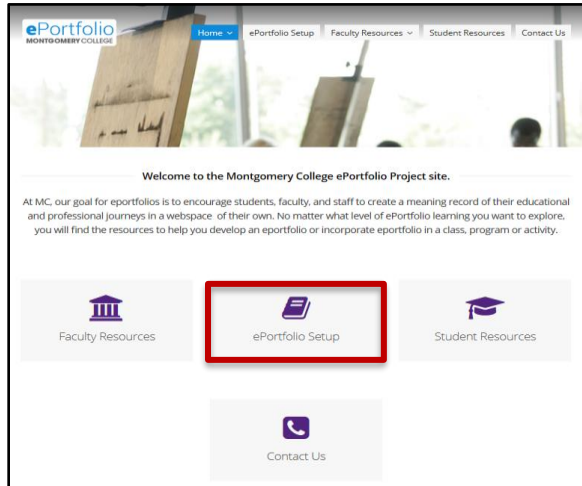 ePortfolio
MONTGOMERY COLLEGE
Home ePortfolio Setup Faculty Resources Student Resources Contact Us
Welcome to the Montgomery College ePortfolio Project site.
At MC, our goal for eportfolios is to encourage students, faculty, and staff to create a meaning record of their educational
and professional journeys in a webspace of their own. No matter what level of ePortfolio learning you want to explore,
you will find the resources to help you develop an eportfolio or incorporate eportfolio in a class, program or activity.
Faculty Resources ePortfolio Setup Student Resources
Contact Us